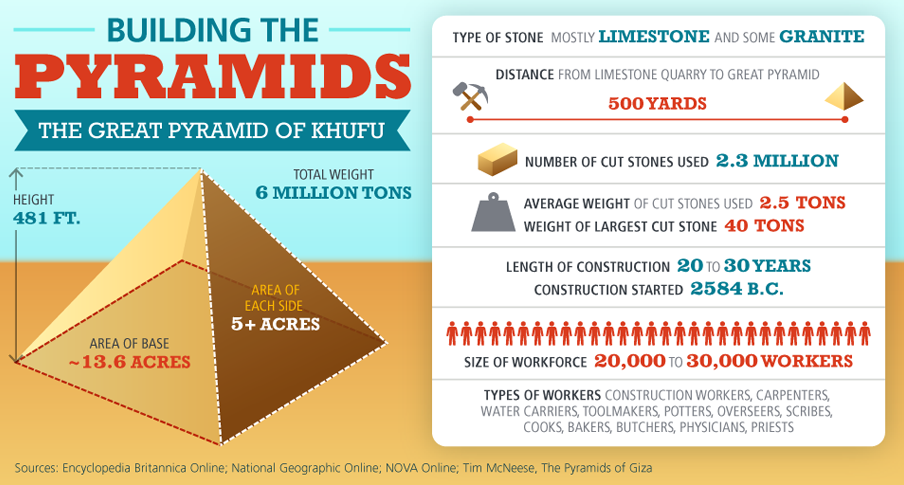 BUILDING THE
PYRAMIDS
THE GREAT PYRAMID OF KHUFU
HEIGHT
481 FT.
TOTAL WEIGHT
6 MILLION TONS
AREA OF
EACH SIDE
5+ ACRES
AREA OF BASE
~13.6 ACRES
TYPE OF STONE MOSTLY LIMESTONE AND SOME GRANITE
DISTANCE FROM LIMESTONE QUARRY TO GREAT PYRAMID
500 YARDS
NUMBER OF CUT STONES USED 2.3 MILLION
AVERAGE WEIGHT OF CUT STONES USED 2.5 TONS
WEIGHT OF LARGEST CUT STONE 40 TONS
LENGTH OF CONSTRUCTION 20 TO 30 YEARS
CONSTRUCTION STARTED 2584 B.C.
SIZE OF WORKFORCE 20,000 TO 30,000 WORKERS
TYPES OF WORKERS CONSTRUCTION WORKERS, CARPENTERS,
WATER CARRIERS, TOOLMAKERS, POTTERS, OVERSEERS, SCRIBES,
COOKS, BAKERS, BUTCHERS, PHYSICIANS, PRIESTS
Sources: Encyclopedia Britannica Online; National Geographic Online; NOVA Online; Tim McNeese, The Pyramids of Giza